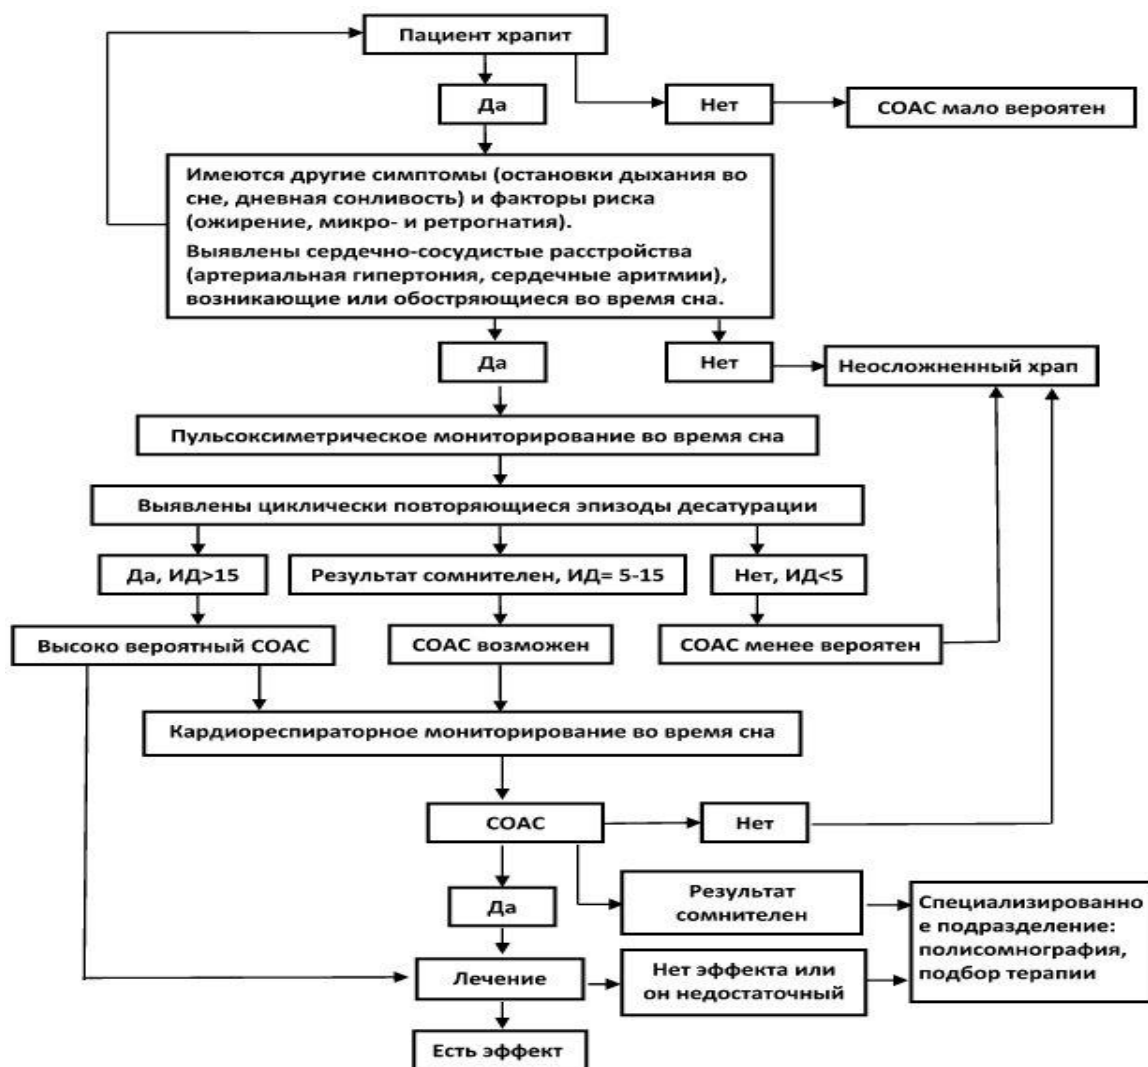 Пациент храпит
Да
Нет
СОАС мало вероятен
Имеются другие симптомы (остановки дыхания во
сне, дневная сонливость) и факторы риска
(ожирение, микро- и ретрогнатия).
Выявлены сердечно-сосудистые расстройства
(артериальная гипертония, сердечные аритмии),
возникающие или обостряющиеся во время сна.
Да
Нет
Неосложненный храп
Пульсоксиметрическое мониторирование во время сна
Выявлены циклически повторяющиеся эпизоды десатурации
Да, ИД>15
Результат сомнителен, ИД= 5-15
Нет, ИД<5
Высоко вероятный СОАС
СОАС возможен
СОАС менее вероятен
Кардиореспираторное мониторирование во время сна
СОАС
Нет
Да
Результат
сомнителен
Специализированно
е подразделение:
полисомнография,
подбор терапии
Лечение
Нет эффекта или
он недостаточный
Есть эффект